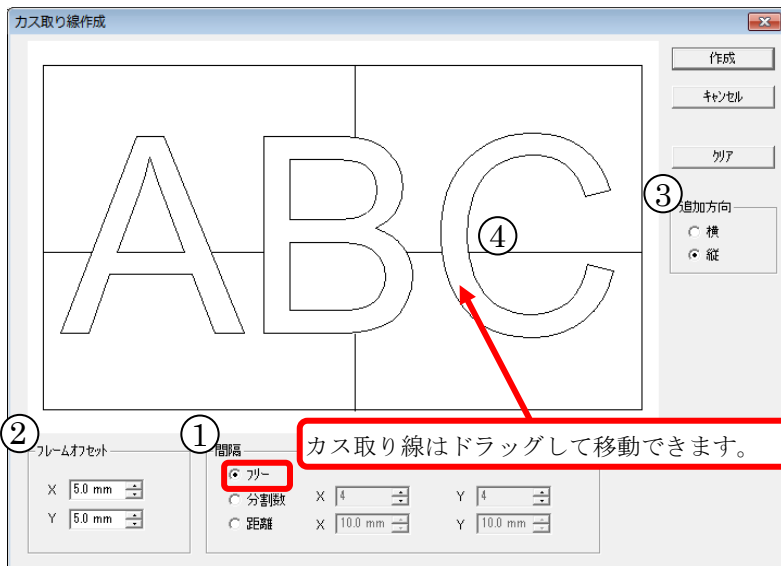 カス取り線作成
作成
キャンセル
クリア
ABC
③
追加方向
横
縦
④
②
フレームオフセット
X 5.0 mm
Y 5.0 mm
①
間隔
カス取り線はドラッグして移動できます。
フリー
分割数 X 4 Y 4
距離 X 10.0 mm Y 10.0 mm